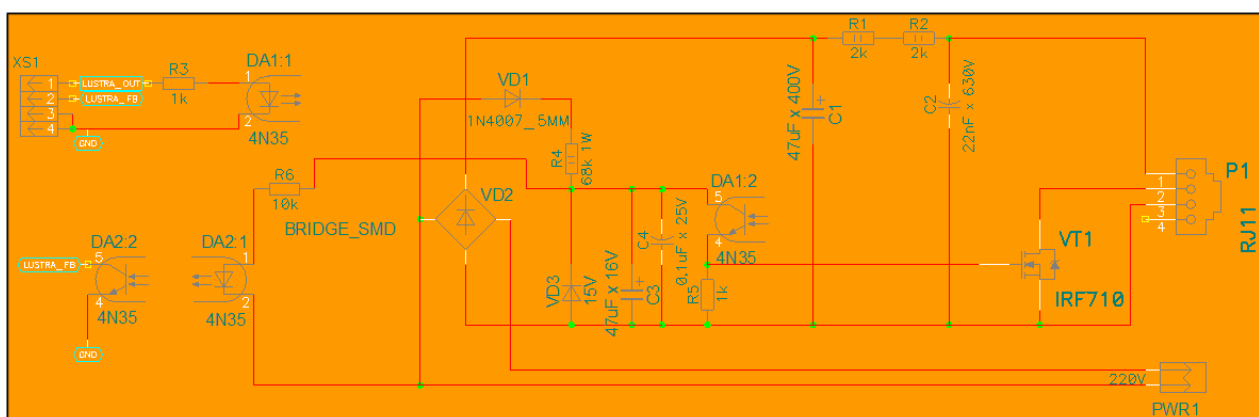 XS1
1
2
3
4
LUSTRA_OUT
LUSTRA_FB
GND
R3
1k
DA1:1
1
2
4N35
VD1
1N4007_5MM
R4
68k 1W
R6
10k
BRIDGE_SMD
VD2
R1
2k
R2
2k
47uF x 400V
C1
C2
22nF x 630V
DA1:2
5
4
4N35
C4
0.1uF x 25V
47uF x 16V
C3
VD3
15V
R5
1k
DA2:2
LUSTRA_FB
5
4
4N35
GND
DA2:1
1
2
4N35
VT1
IRF710
P1
1
2
3
4
RJ11
220V
PWR1